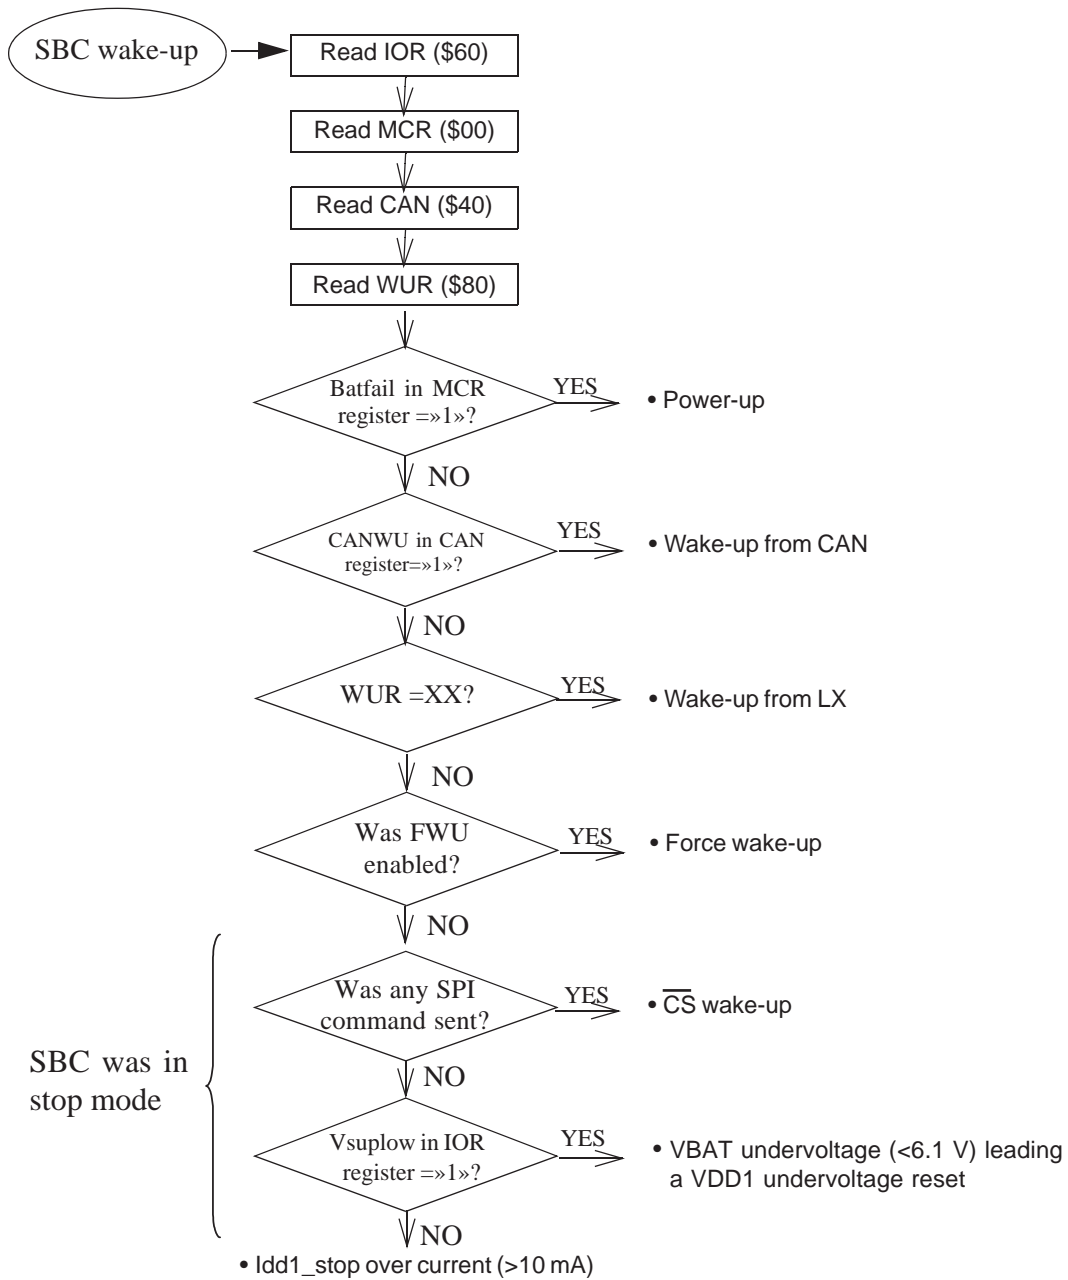 SBC wake-up
Read IOR ($60)
Read MCR ($00)
Read CAN ($40)
Read WUR ($80)
Batfail in MCR
register =»1»?
YES
• Power-up
NO
CANWU in CAN
register=»1»?
YES
• Wake-up from CAN
NO
WUR =XX?
YES
• Wake-up from LX
NO
Was FWU
enabled?
YES
• Force wake-up
NO
SBC was in
stop mode
Was any SPI
command sent?
YES
• C̅S̅ wake-up
NO
Vsuplow in IOR
register =»1»?
YES
• VBAT undervoltage (<6.1 V) leading
a VDD1 undervoltage reset
NO
• Idd1_stop over current (>10 mA)